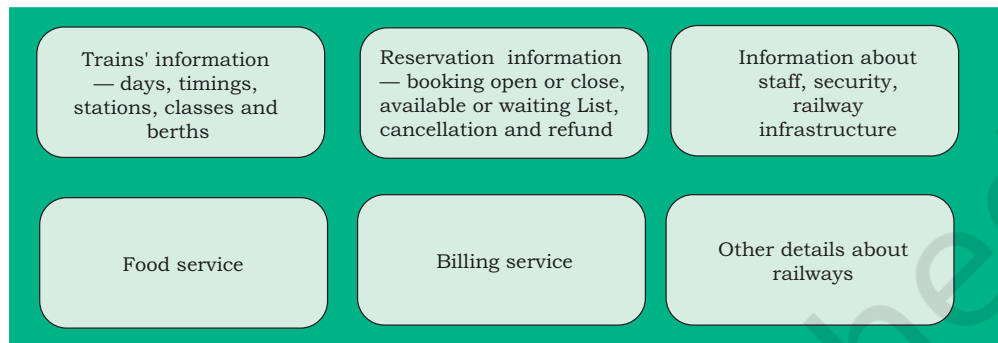 Trains' information
— days, timings,
stations, classes and
berths
Reservation information
— booking open or close,
available or waiting List,
cancellation and refund
Information about
staff, security,
railway
infrastructure
Food service
Billing service
Other details about
railways